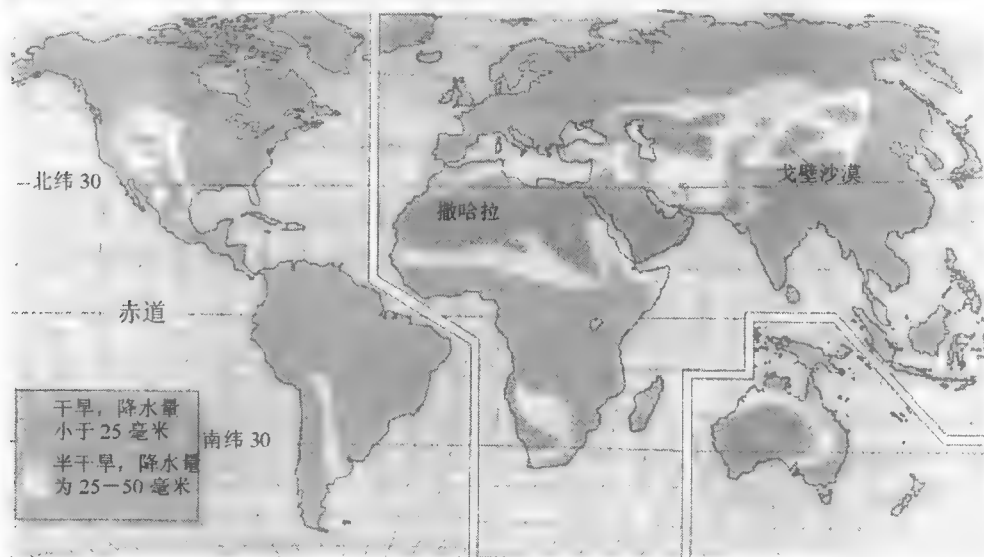 北纬 30
撒哈拉
戈壁沙漠
赤道
南纬 30
干旱，降水量
小于 25 毫米
半干旱，降水量
为 25－50 毫米